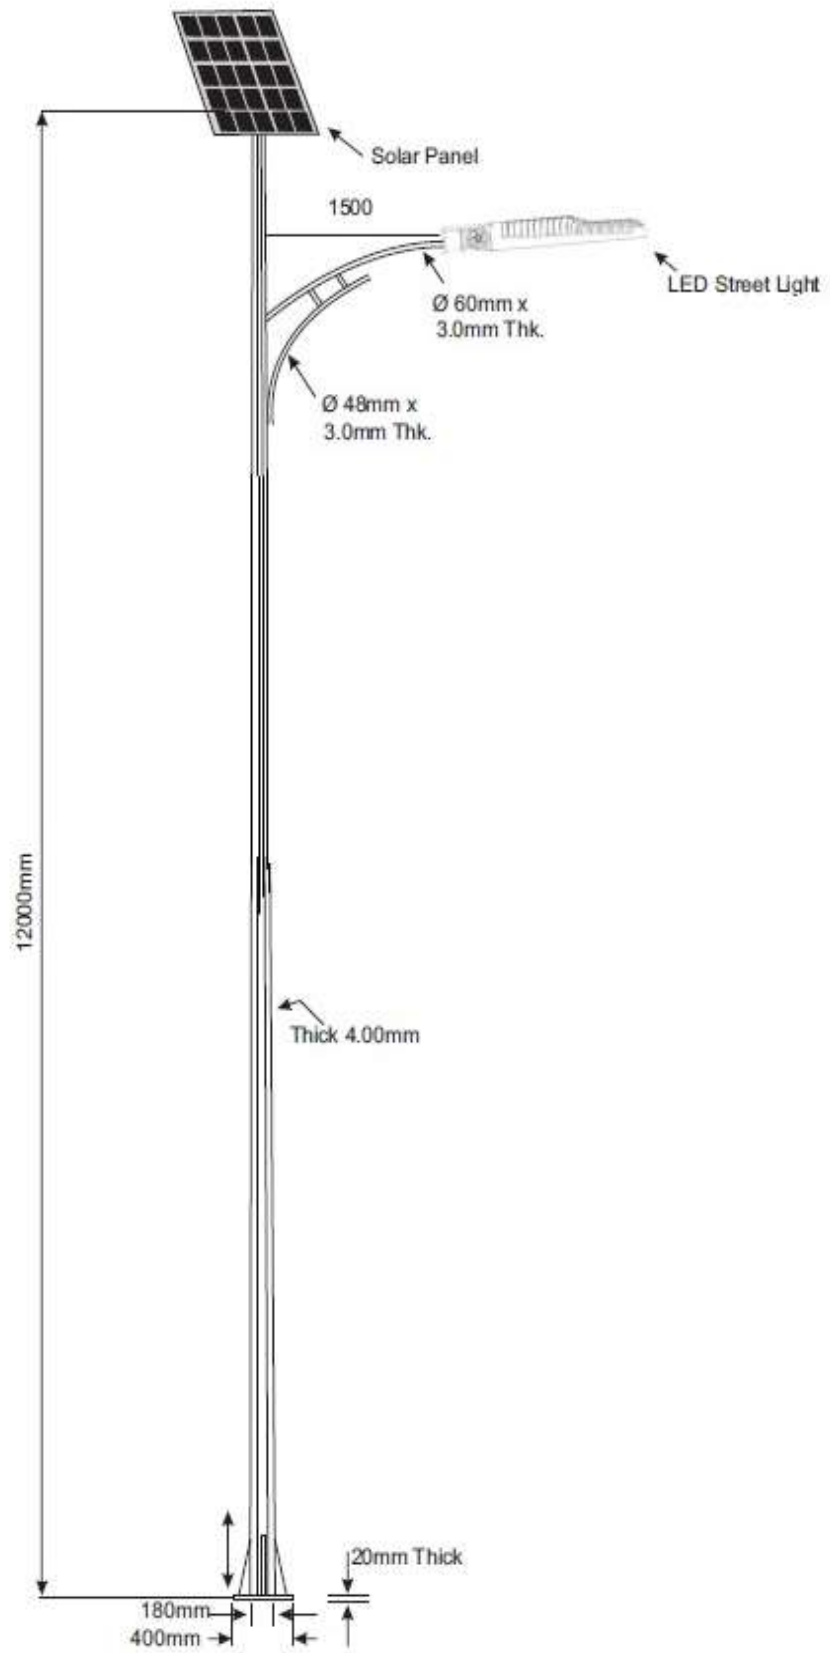 Solar Panel
1500
LED Street Light
Ø 60mm x
3.0mm Thk.
Ø 48mm x
3.0mm Thk.
12000mm
Thick 4.00mm
20mm Thick
180mm
400mm